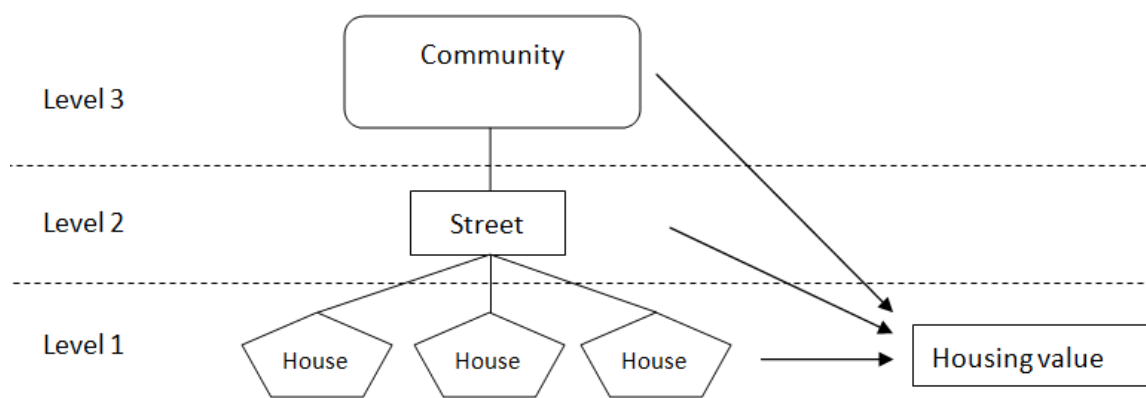 Community
Level 3
Level 2
Street
Level 1
House
House
House
Housing value